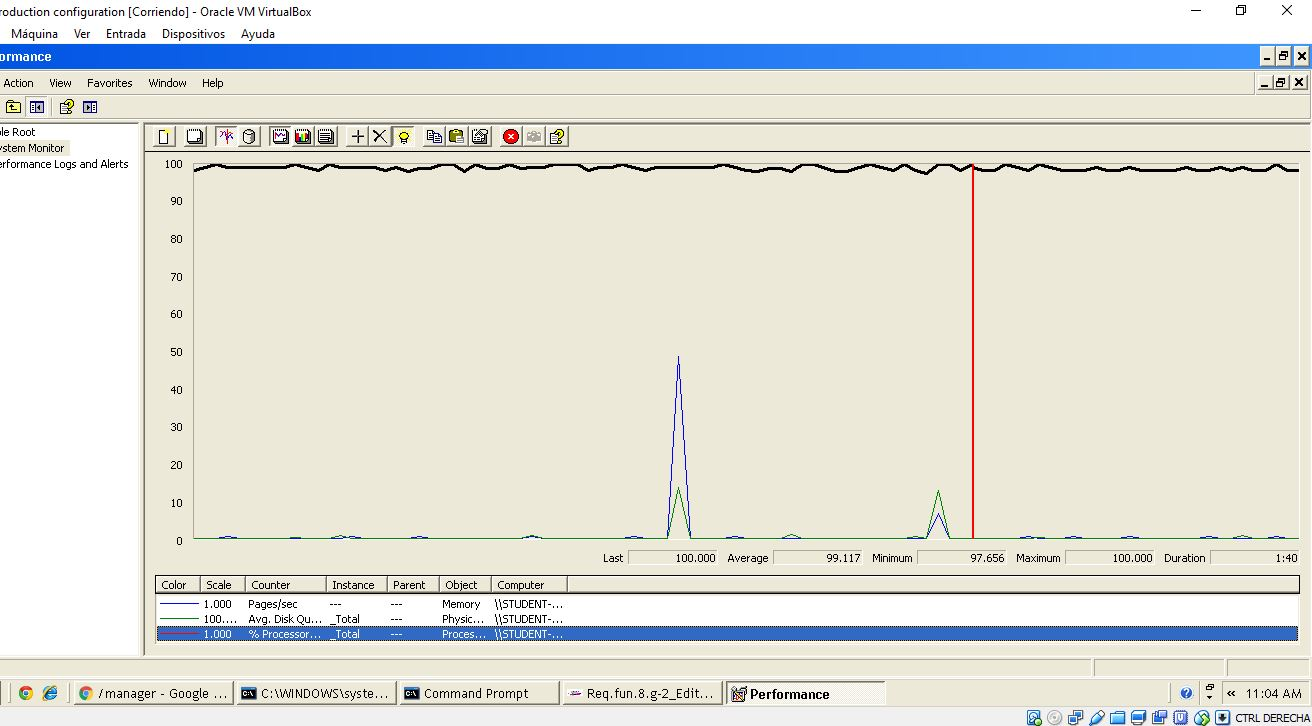 roduction configuration [Corriendo] - Oracle VM VirtualBox
Máquina Ver Entrada Dispositivos Ayuda
ormance
Action View Favorites Window Help
le Root
ystem Monitor
erformance Logs and Alerts
100
90
80
70
60
50
40
30
20
10
0
Last 100.000 Average 99.117 Minimum 97.656 Maximum 100.000 Duration 1:40
Color Scale Counter Instance Parent Object Computer
1.000 Pages/sec --- --- Memory \\STUDENT-...
100.... Avg. Disk Qu... _Total --- Physic... \\STUDENT-...
1.000 % Processor... _Total --- Proces... \\STUDENT-...
/manager - Google ... C:\WINDOWS\syste... Command Prompt Req.fun.8.g-2_Edit... Performance « 11:04 AM
CTRL DERECHA